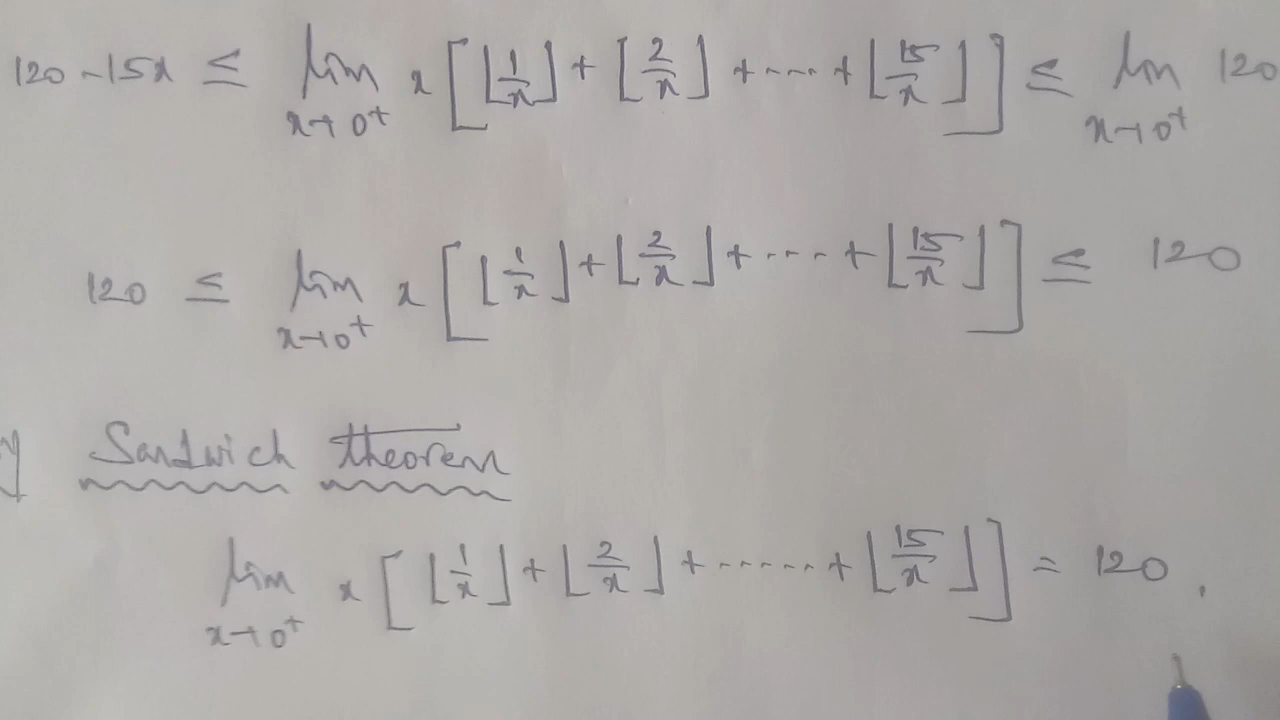 120 - 15x ≤ lim x→0⁺ x [ ⌊1/x⌋ + ⌊2/x⌋ + ---- + ⌊15/x⌋ ] ≤ lim x→0⁺ 120
120 ≤ lim x→0⁺ x [ ⌊1/x⌋ + ⌊2/x⌋ + ---- + ⌊15/x⌋ ] ≤ 120
y Sandwich theorem
lim x→0⁺ x [ ⌊1/x⌋ + ⌊2/x⌋ + ------ + ⌊15/x⌋ ] = 120.